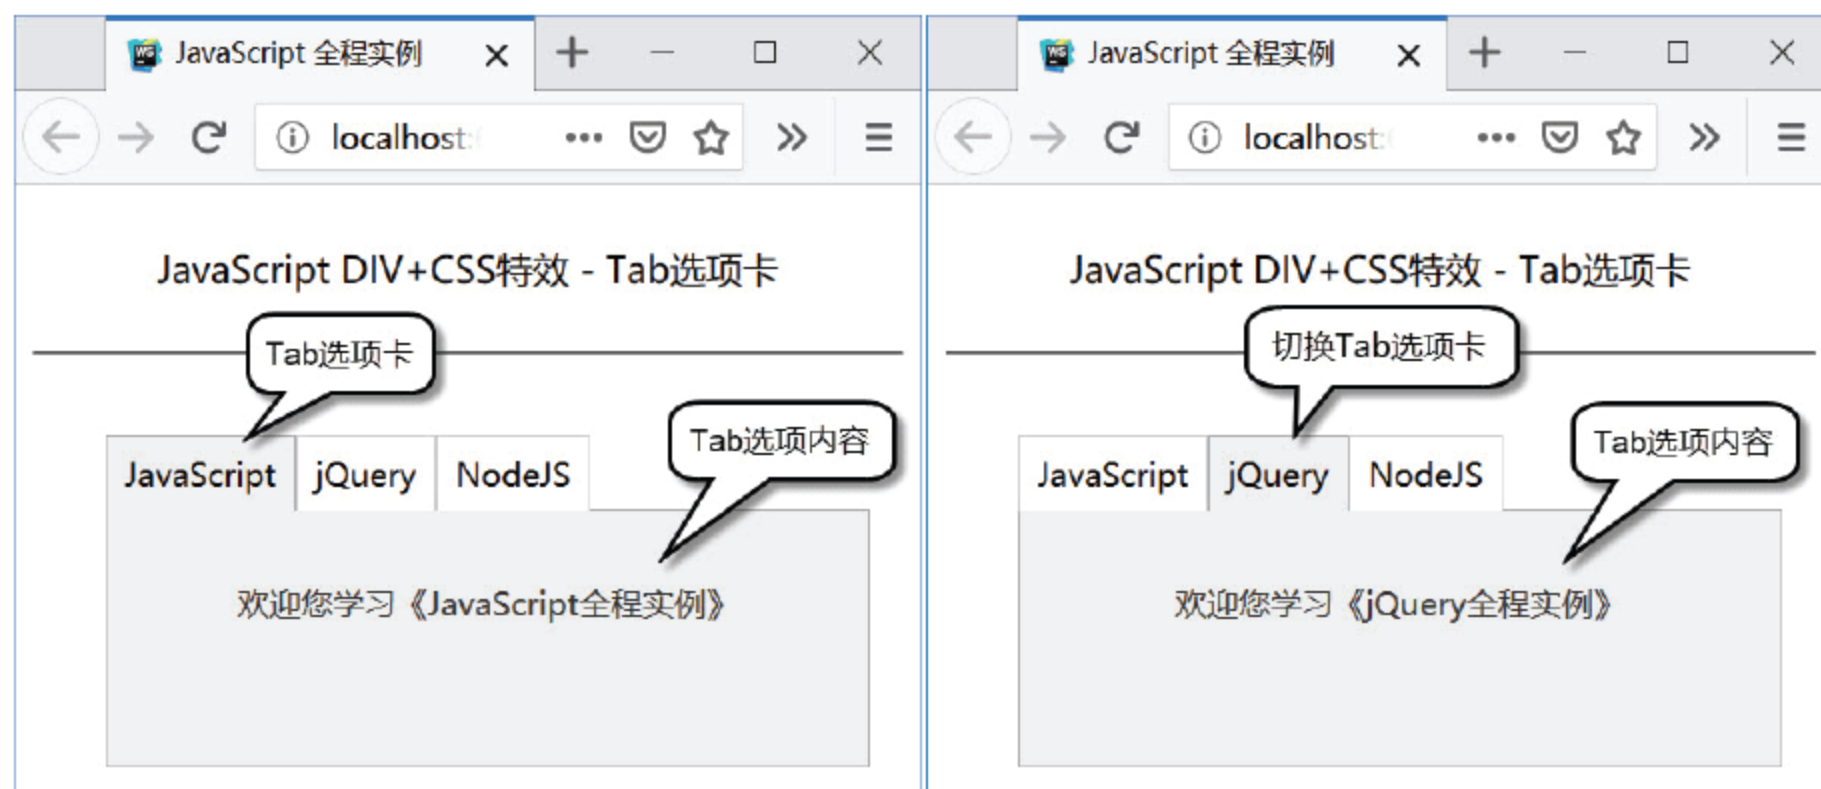 JavaScript 全程实例
localhost:
JavaScript DIV+CSS特效 - Tab选项卡
Tab选项卡
Tab选项内容
JavaScript
jQuery
NodeJS
欢迎您学习《JavaScript全程实例》
JavaScript 全程实例
localhost:
JavaScript DIV+CSS特效 - Tab选项卡
切换Tab选项卡
Tab选项内容
JavaScript
jQuery
NodeJS
欢迎您学习《jQuery全程实例》